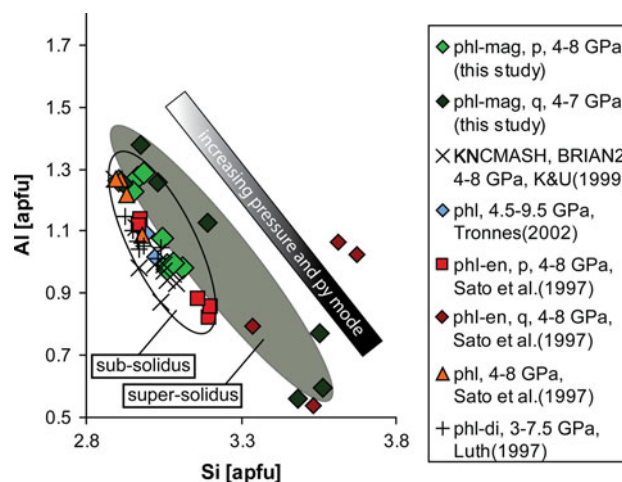 1.7
1.5
1.3
1.1
0.9
0.7
0.5
Al [apfu]
2.8
3.3
3.8
Si [apfu]
increasing pressure and py mode
sub-solidus
super-solidus
phl-mag, p, 4-8 GPa,
(this study)
phl-mag, q, 4-7 GPa,
(this study)
KNCMASH, BRIAN2
4-8 GPa, K&U(1999
phl, 4.5-9.5 GPa,
Tronnes(2002)
phl-en, p, 4-8 GPa,
Sato et al.(1997)
phl-en, q, 4-8 GPa,
Sato et al.(1997)
phl, 4-8 GPa,
Sato et al.(1997)
phl-di, 3-7.5 GPa,
Luth(1997)